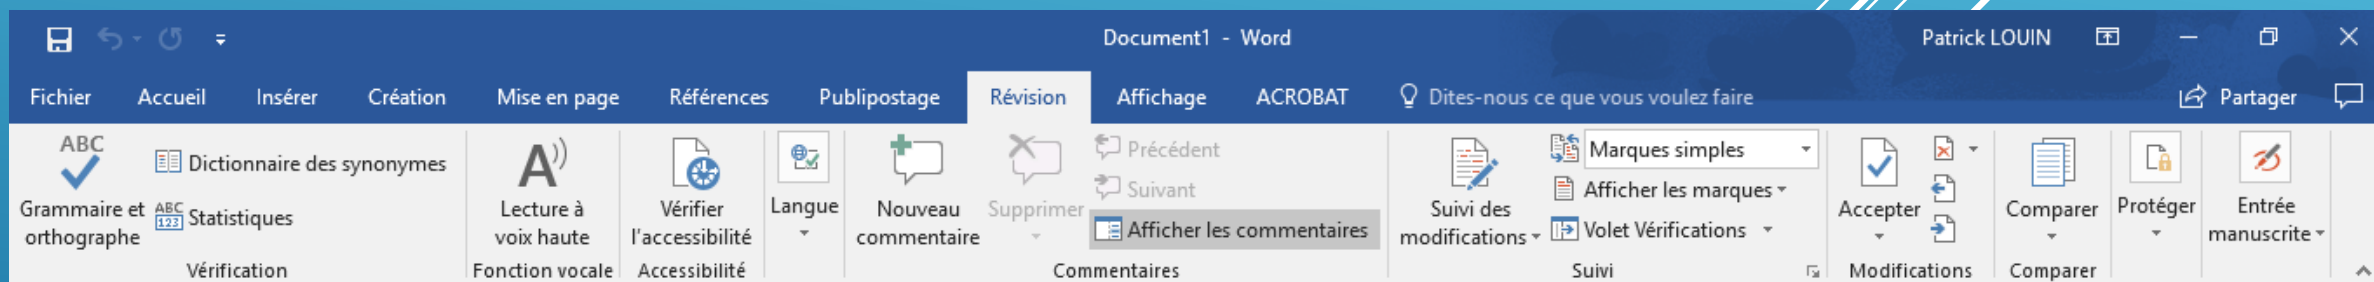 Document1 - Word
Patrick LOUIN
Fichier Accueil Insérer Création Mise en page Références Publipostage Révision Affichage ACROBAT Dites-nous ce que vous voulez faire Partager
ABC
Grammaire et
orthographe
Dictionnaire des synonymes
ABC
123
Statistiques
Vérification
A
Lecture à
voix haute
Fonction vocale
Vérifier
l'accessibilité
Accessibilité
Langue
Nouveau
commentaire
Supprimer
Précédent
Suivant
Afficher les commentaires
Commentaires
Suivi des
modifications
Marques simples
Afficher les marques
Volet Vérifications
Suivi
Accepter
Modifications
Comparer
Comparer
Protéger
Entrée
manuscrite